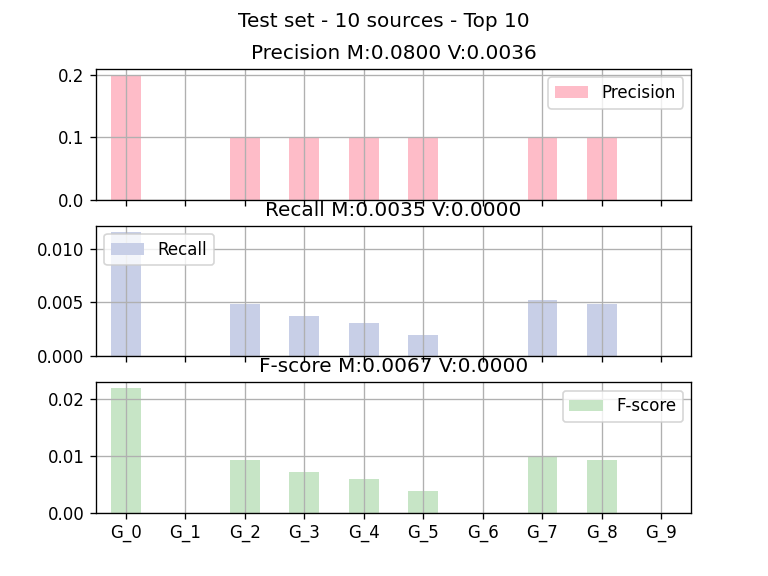 Test set - 10 sources - Top 10
Precision M:0.0800 V:0.0036
0.2
0.1
0.0
Precision
Recall M:0.0035 V:0.0000
0.010
0.005
0.000
Recall
F-score M:0.0067 V:0.0000
0.02
0.01
0.00
F-score
G_0 G_1 G_2 G_3 G_4 G_5 G_6 G_7 G_8 G_9